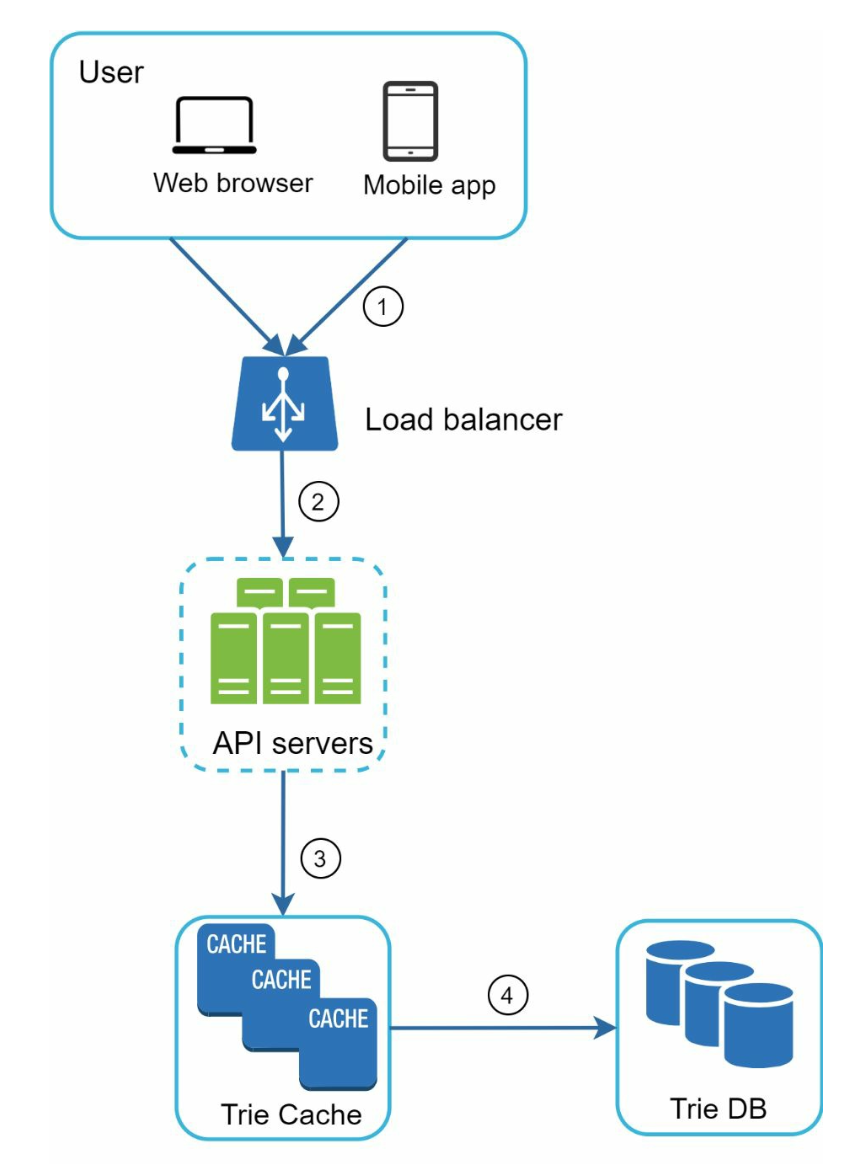 User
Web browser
Mobile app
1
Load balancer
2
API servers
3
CACHE
CACHE
CACHE
4
Trie Cache
Trie DB